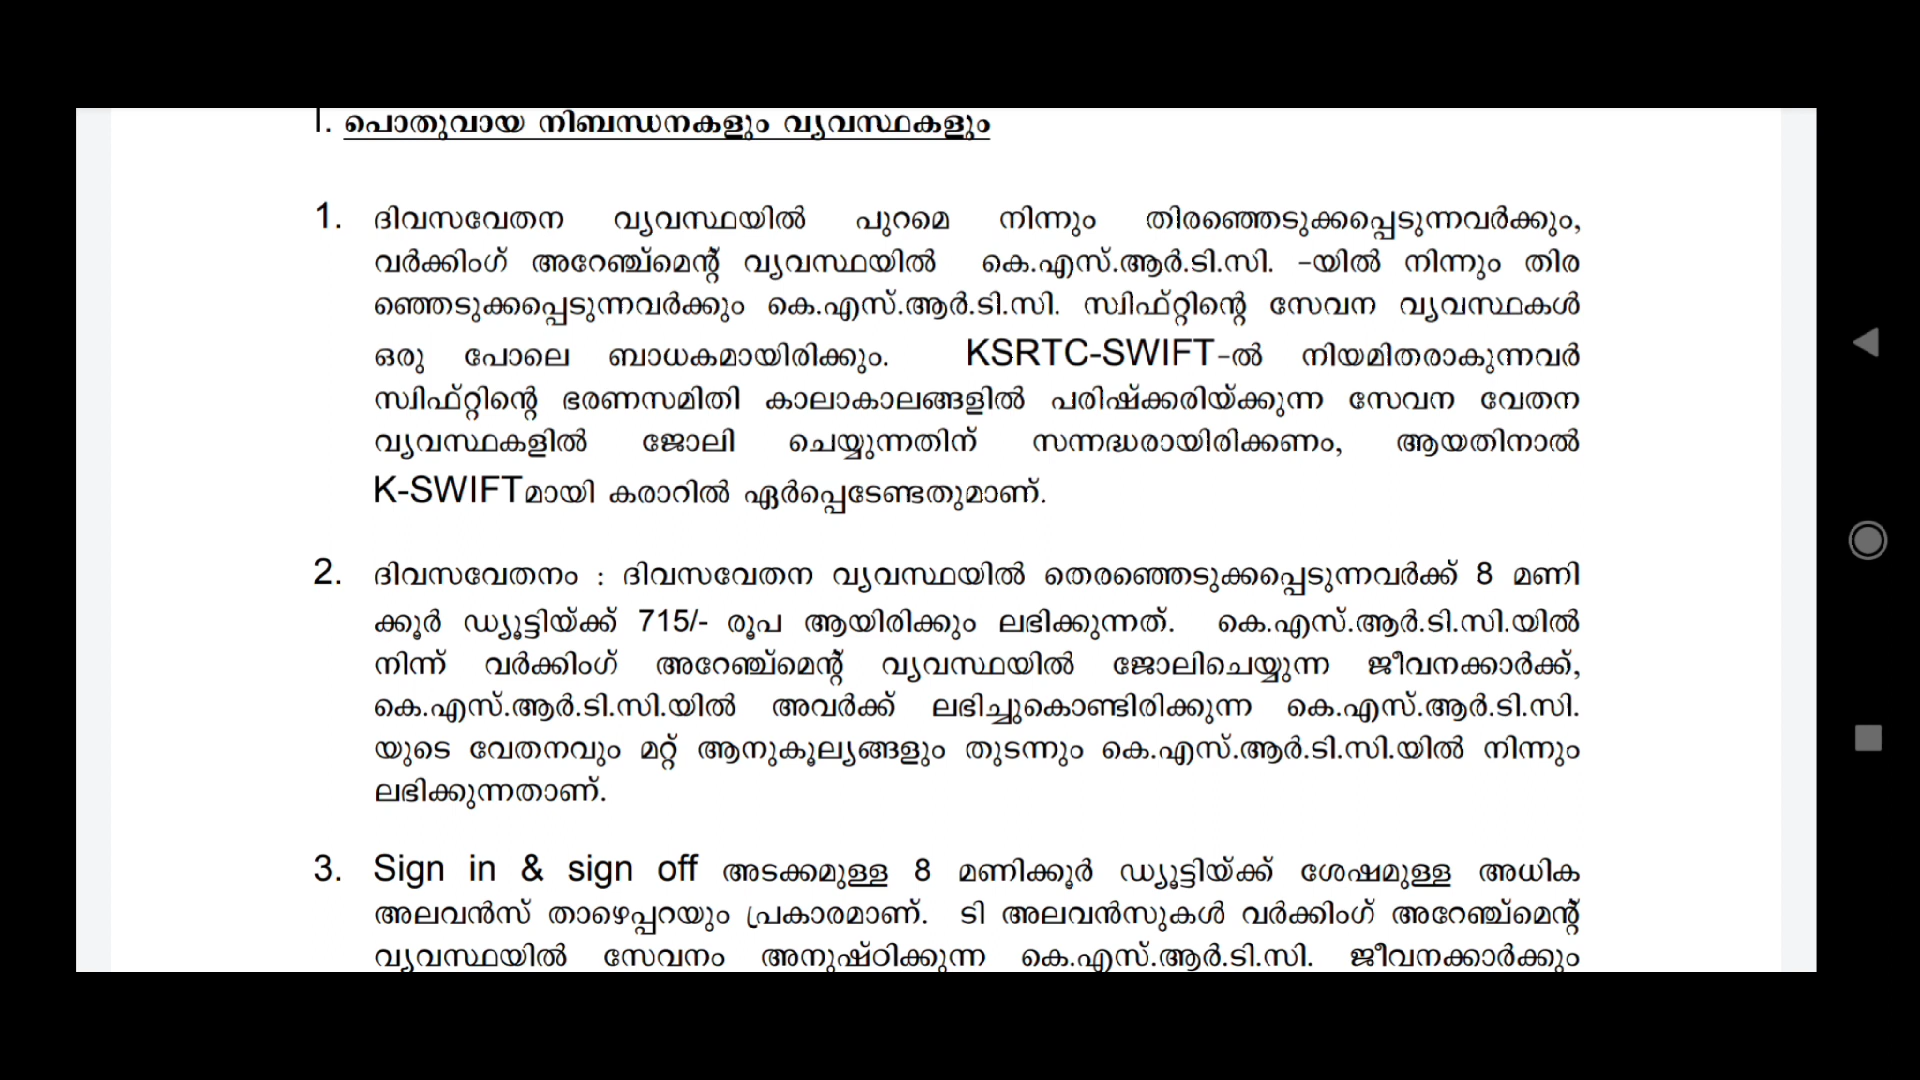 I. പൊതുവായ നിബന്ധനകളും വ്യവസ്ഥകളും
1. ദിവസവേതന വ്യവസ്ഥയിൽ പുറമെ നിന്നും തിരഞ്ഞെടുക്കപ്പെടുന്നവർക്കും,
വർക്കിംഗ് അറേഞ്ച്മെന്റ് വ്യവസ്ഥയിൽ കെ.എസ്.ആർ.ടി.സി. -യിൽ നിന്നും തിര
ഞ്ഞെടുക്കപ്പെടുന്നവർക്കും കെ.എസ്.ആർ.ടി.സി. സ്വിഫ്റ്റിന്റെ സേവന വ്യവസ്ഥകൾ
ഒരു പോലെ ബാധകമായിരിക്കും. KSRTC-SWIFT-ൽ നിയമിതരാകുന്നവർ
സ്വിഫ്റ്റിന്റെ ഭരണസമിതി കാലാകാലങ്ങളിൽ പരിഷ്ക്കരിയ്ക്കുന്ന സേവന വേതന
വ്യവസ്ഥകളിൽ ജോലി ചെയ്യുന്നതിന് സന്നദ്ധരായിരിക്കണം, ആയതിനാൽ
K-SWIFTമായി കരാറിൽ ഏർപ്പെടേണ്ടതുമാണ്.
2. ദിവസവേതനം : ദിവസവേതന വ്യവസ്ഥയിൽ തെരഞ്ഞെടുക്കപ്പെടുന്നവർക്ക് 8 മണി
ക്കൂർ ഡ്യൂട്ടിയ്ക്ക് 715/- രൂപ ആയിരിക്കും ലഭിക്കുന്നത്. കെ.എസ്.ആർ.ടി.സി.യിൽ
നിന്ന് വർക്കിംഗ് അറേഞ്ച്മെന്റ് വ്യവസ്ഥയിൽ ജോലിചെയ്യുന്ന ജീവനക്കാർക്ക്,
കെ.എസ്.ആർ.ടി.സി.യിൽ അവർക്ക് ലഭിച്ചുകൊണ്ടിരിക്കുന്ന കെ.എസ്.ആർ.ടി.സി.
യുടെ വേതനവും മറ്റ് ആനുകൂല്യങ്ങളും തുടന്നും കെ.എസ്.ആർ.ടി.സി.യിൽ നിന്നും
ലഭിക്കുന്നതാണ്.
3. Sign in & sign off അടക്കമുള്ള 8 മണിക്കൂർ ഡ്യൂട്ടിയ്ക്ക് ശേഷമുള്ള അധിക
അലവൻസ് താഴെപ്പറയും പ്രകാരമാണ്. ടി അലവൻസുകൾ വർക്കിംഗ് അറേഞ്ച്മെന്റ്
വ്യവസ്ഥയിൽ സേവനം അനുഷ്ഠിക്കുന്ന കെ.എസ്.ആർ.ടി.സി. ജീവനക്കാർക്കും